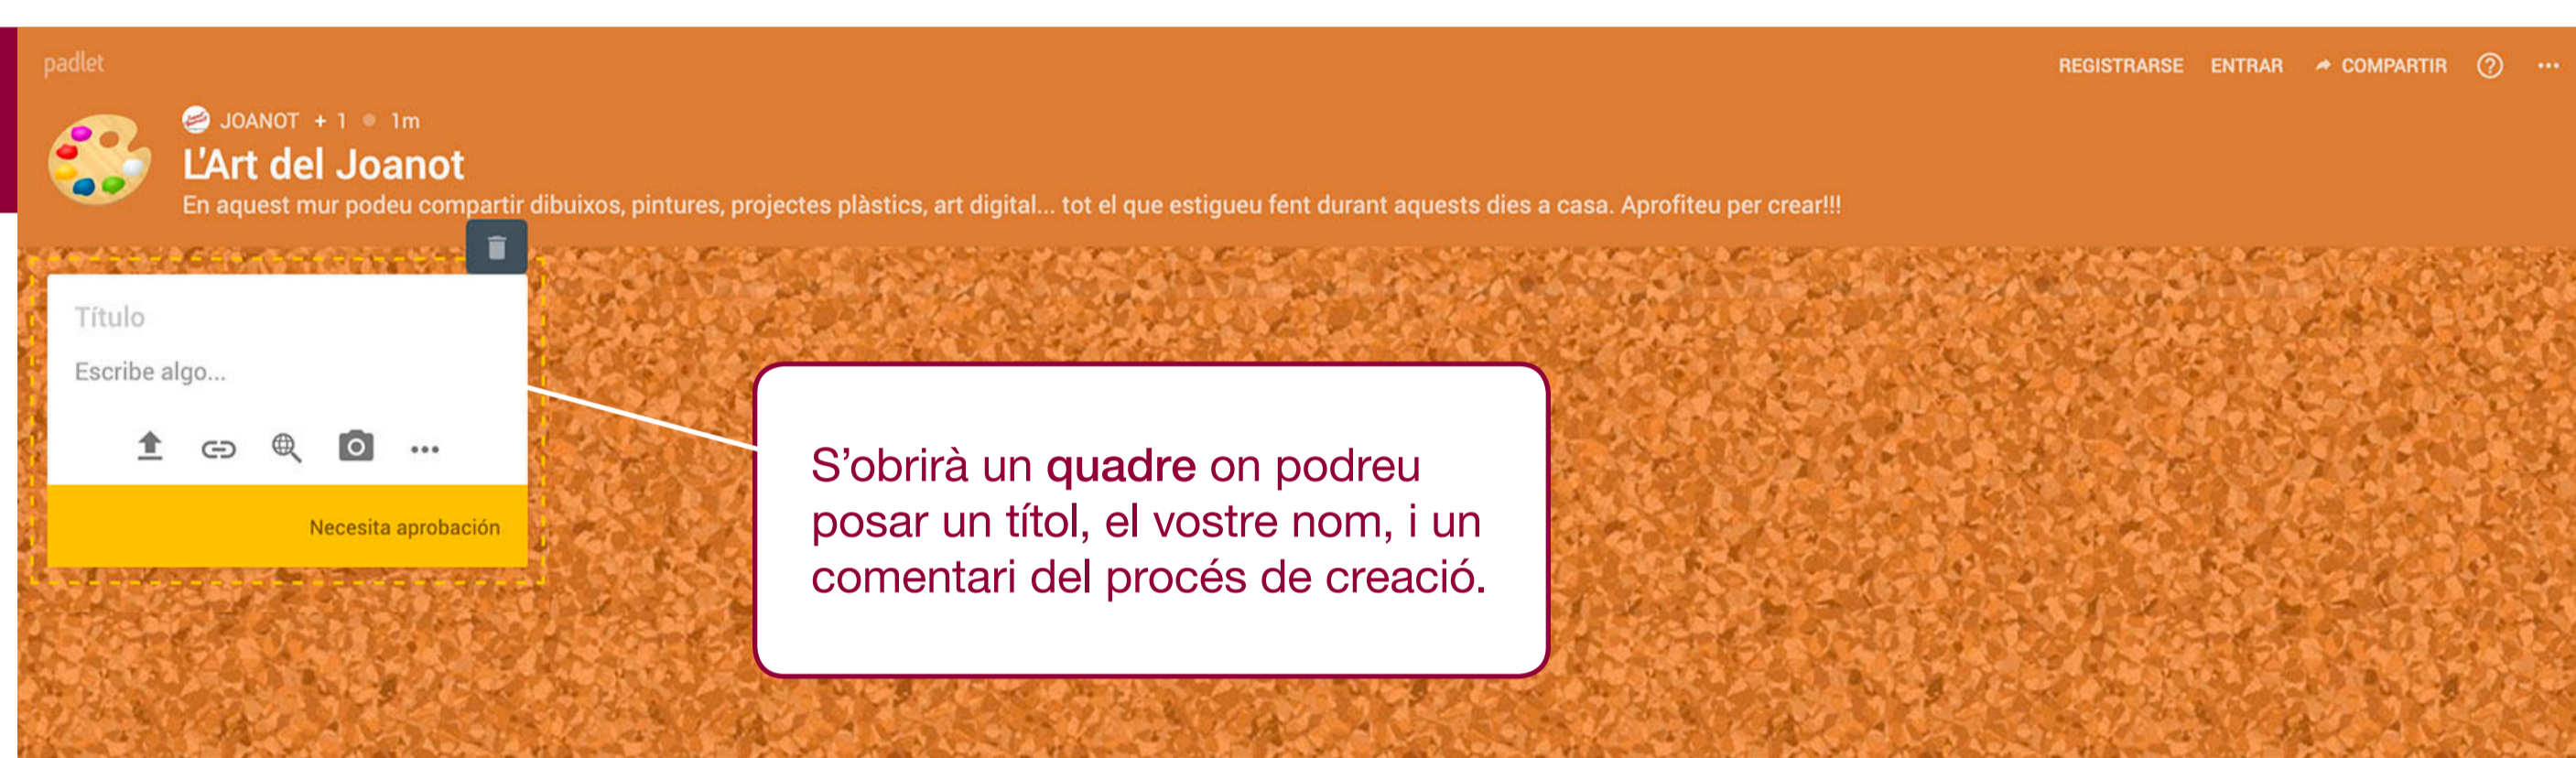 padlet
REGISTRARSE ENTRAR COMPARTIR ? ...
JOANOT + 1 • 1m
L'Art del Joanot
En aquest mur podeu compartir dibuixos, pintures, projectes plàstics, art digital... tot el que estigueu fent durant aquests dies a casa. Aprofiteu per crear!!!
Título
Escribe algo...
Necesita aprobación
S'obrirà un quadre on podreu
posar un títol, el vostre nom, i un
comentari del procés de creació.